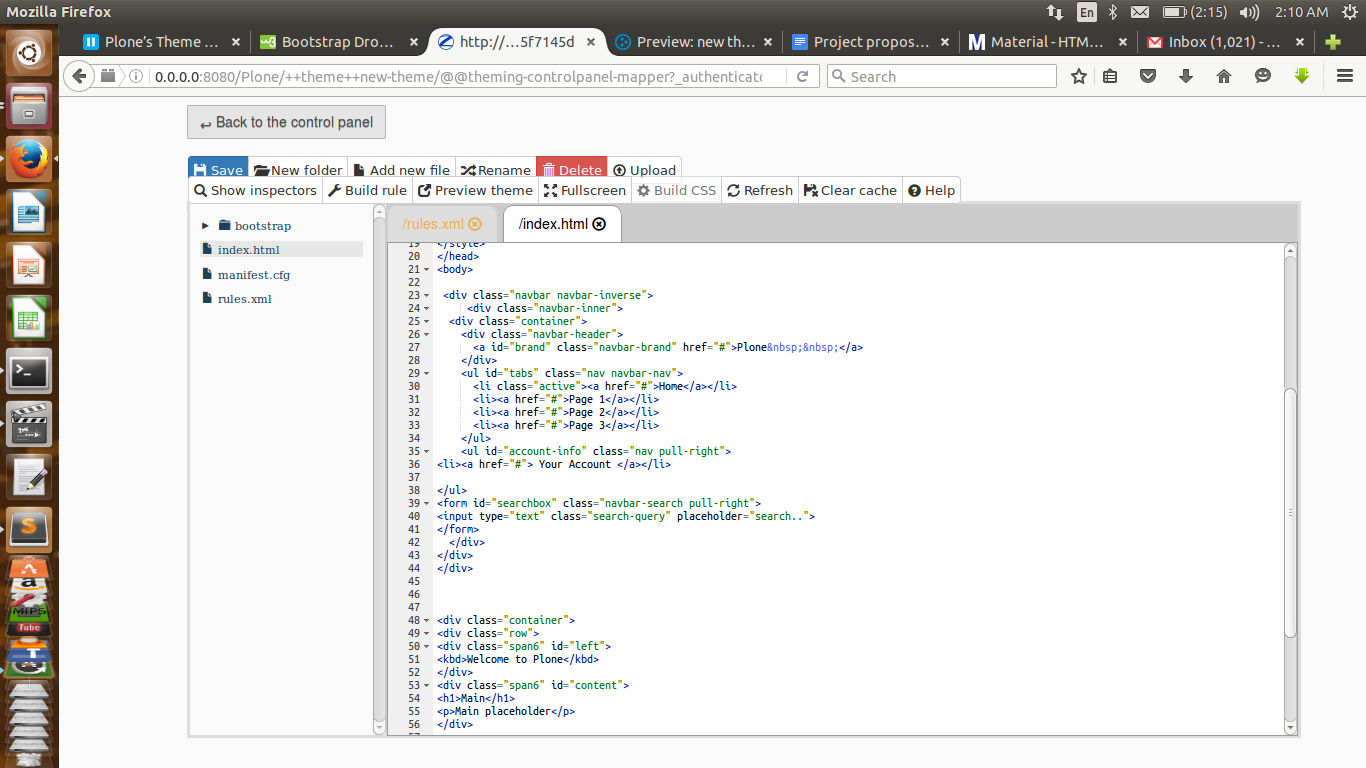 Mozilla Firefox
En
(2:15)
2:10 AM
Plone's Theme ...
Bootstrap Dro...
http://...5f7145d
Preview: new th...
Project propos...
Material - HTM...
Inbox (1,021) - ...
0.0.0.0:8080/Plone/++theme++new-theme/@@theming-controlpanel-mapper?_authenticato
Search
Back to the control panel
Save
New folder
Add new file
Rename
Delete
Upload
Show inspectors
Build rule
Preview theme
Fullscreen
Build CSS
Refresh
Clear cache
Help
bootstrap
index.html
manifest.cfg
rules.xml
/rules.xml
/index.html
19 </style>
20 </head>
21 <body>
22
23 <div class="navbar navbar-inverse">
24 <div class="navbar-inner">
25 <div class="container">
26 <div class="navbar-header">
27 <a id="brand" class="navbar-brand" href="#">Plone&nbsp;&nbsp;</a>
28 </div>
29 <ul id="tabs" class="nav navbar-nav">
30 <li class="active"><a href="#">Home</a></li>
31 <li><a href="#">Page 1</a></li>
32 <li><a href="#">Page 2</a></li>
33 <li><a href="#">Page 3</a></li>
34 </ul>
35 <ul id="account-info" class="nav pull-right">
36 <li><a href="#"> Your Account </a></li>
37
38 </ul>
39 <form id="searchbox" class="navbar-search pull-right">
40 <input type="text" class="search-query" placeholder="search..">
41 </form>
42 </div>
43 </div>
44 </div>
45
46
47
48 <div class="container">
49 <div class="row">
50 <div class="span6" id="left">
51 <kbd>Welcome to Plone</kbd>
52 </div>
53 <div class="span6" id="content">
54 <h1>Main</h1>
55 <p>Main placeholder</p>
56 </div>
MIPS
Tube